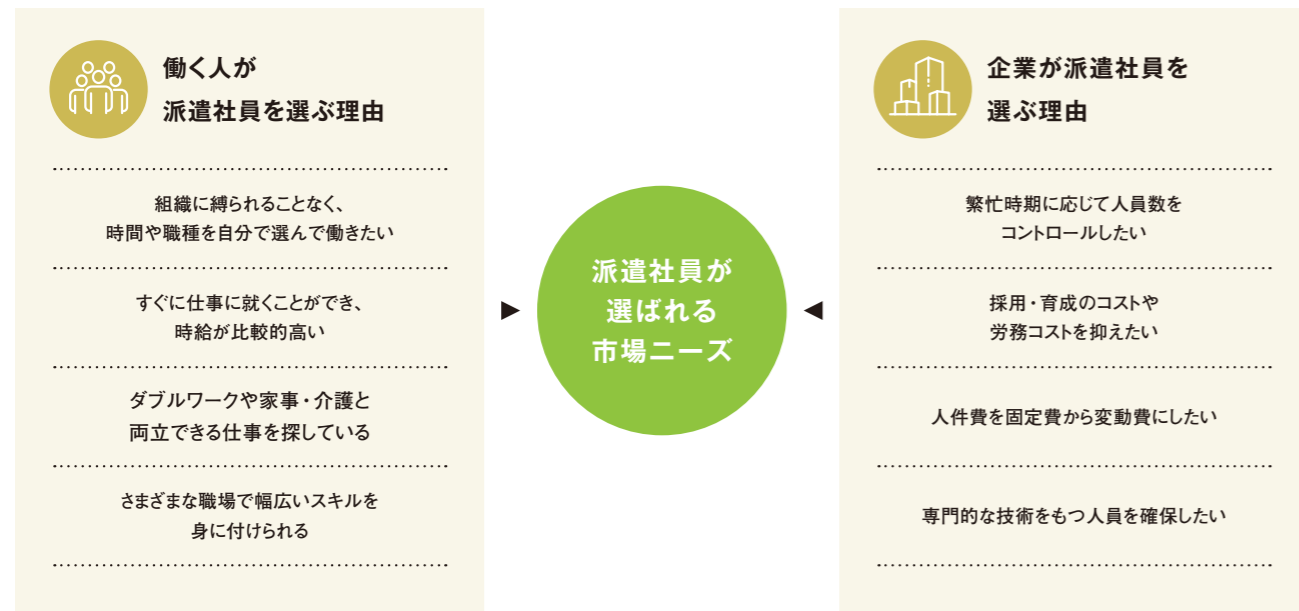 働く人が
派遣社員を選ぶ理由
組織に縛られることなく、
時間や職種を自分で選んで働きたい
すぐに仕事に就くことができ、
時給が比較的高い
ダブルワークや家事・介護と
両立できる仕事を探している
さまざまな職場で幅広いスキルを
身に付けられる
派遣社員が
選ばれる
市場ニーズ
企業が派遣社員を
選ぶ理由
繁忙時期に応じて人員数を
コントロールしたい
採用・育成のコストや
労務コストを抑えたい
人件費を固定費から変動費にしたい
専門的な技術をもつ人員を確保したい